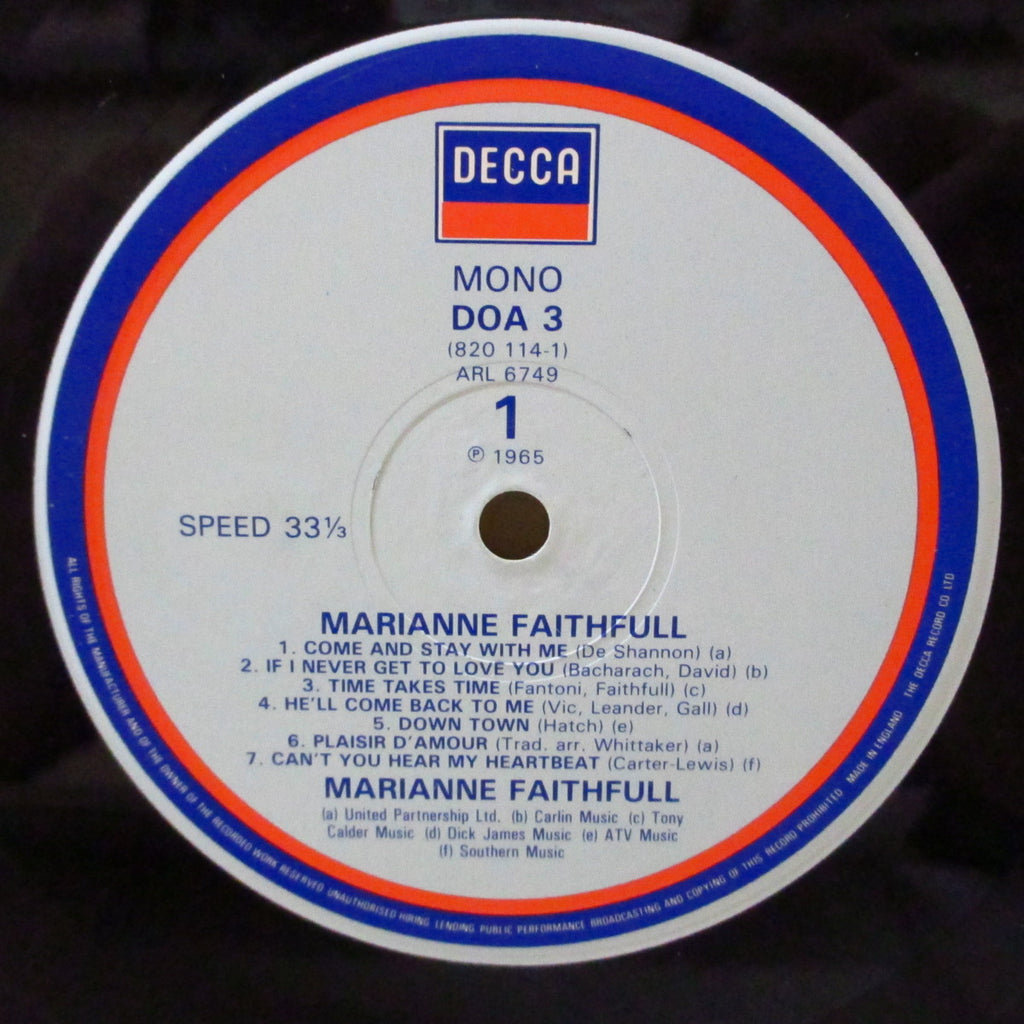 DECCA
MONO
DOA 3
(820 114-1)
ARL 6749
1
℗ 1965
SPEED 33⅓
MARIANNE FAITHFULL
1. COME AND STAY WITH ME (De Shannon) (a)
2. IF I NEVER GET TO LOVE YOU (Bacharach, David) (b)
3. TIME TAKES TIME (Fantoni, Faithfull) (c)
4. HE'LL COME BACK TO ME (Vic, Leander, Gall) (d)
5. DOWN TOWN (Hatch) (e)
6. PLAISIR D'AMOUR (Trad. arr. Whittaker) (a)
7. CAN'T YOU HEAR MY HEARTBEAT (Carter-Lewis) (f)
MARIANNE FAITHFULL
(a) United Partnership Ltd. (b) Carlin Music (c) Tony
Calder Music (d) Dick James Music (e) ATV Music
(f) Southern Music
ALL RIGHTS OF THE MANUFACTURER AND OF THE OWNER OF THE RECORDED WORK RESERVED UNAUTHORISED HIRING LENDING PUBLIC PERFORMANCE BROADCASTING AND COPYING OF THIS RECORD PROHIBITED MADE IN ENGLAND THE DECCA RECORD CO LTD